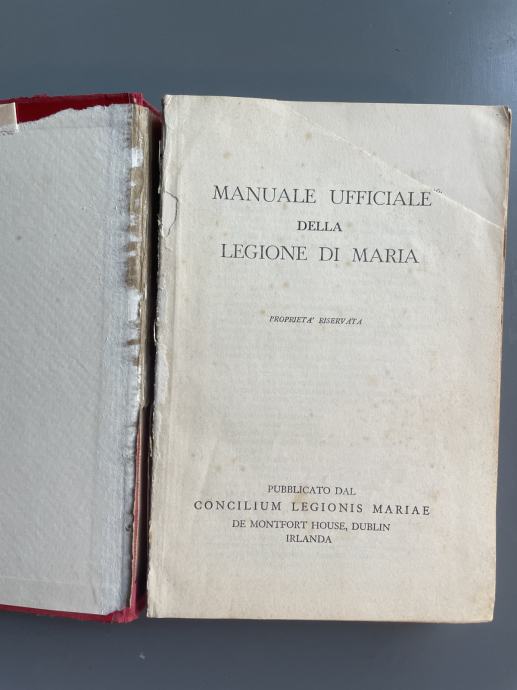 MANUALE UFFICIALE
DELLA
LEGIONE DI MARIA
PROPRIETA' RISERVATA
PUBBLICATO DAL
CONCILIUM LEGIONIS MARIAE
DE MONTFORT HOUSE, DUBLIN
IRLANDA